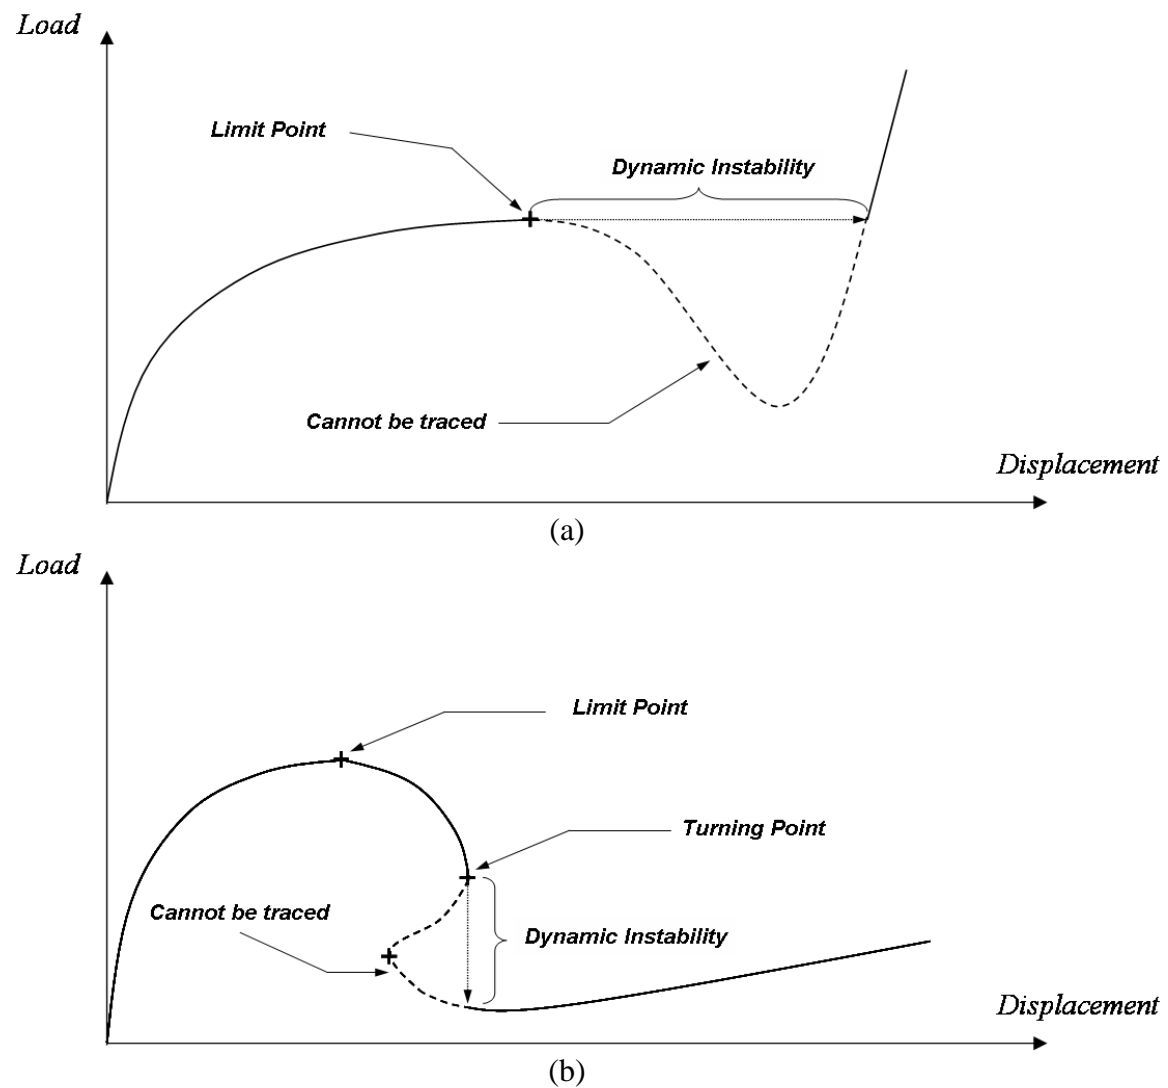 Load
Limit Point
Dynamic Instability
Cannot be traced
Displacement
(a)
Load
Limit Point
Turning Point
Cannot be traced
Dynamic Instability
Displacement
(b)